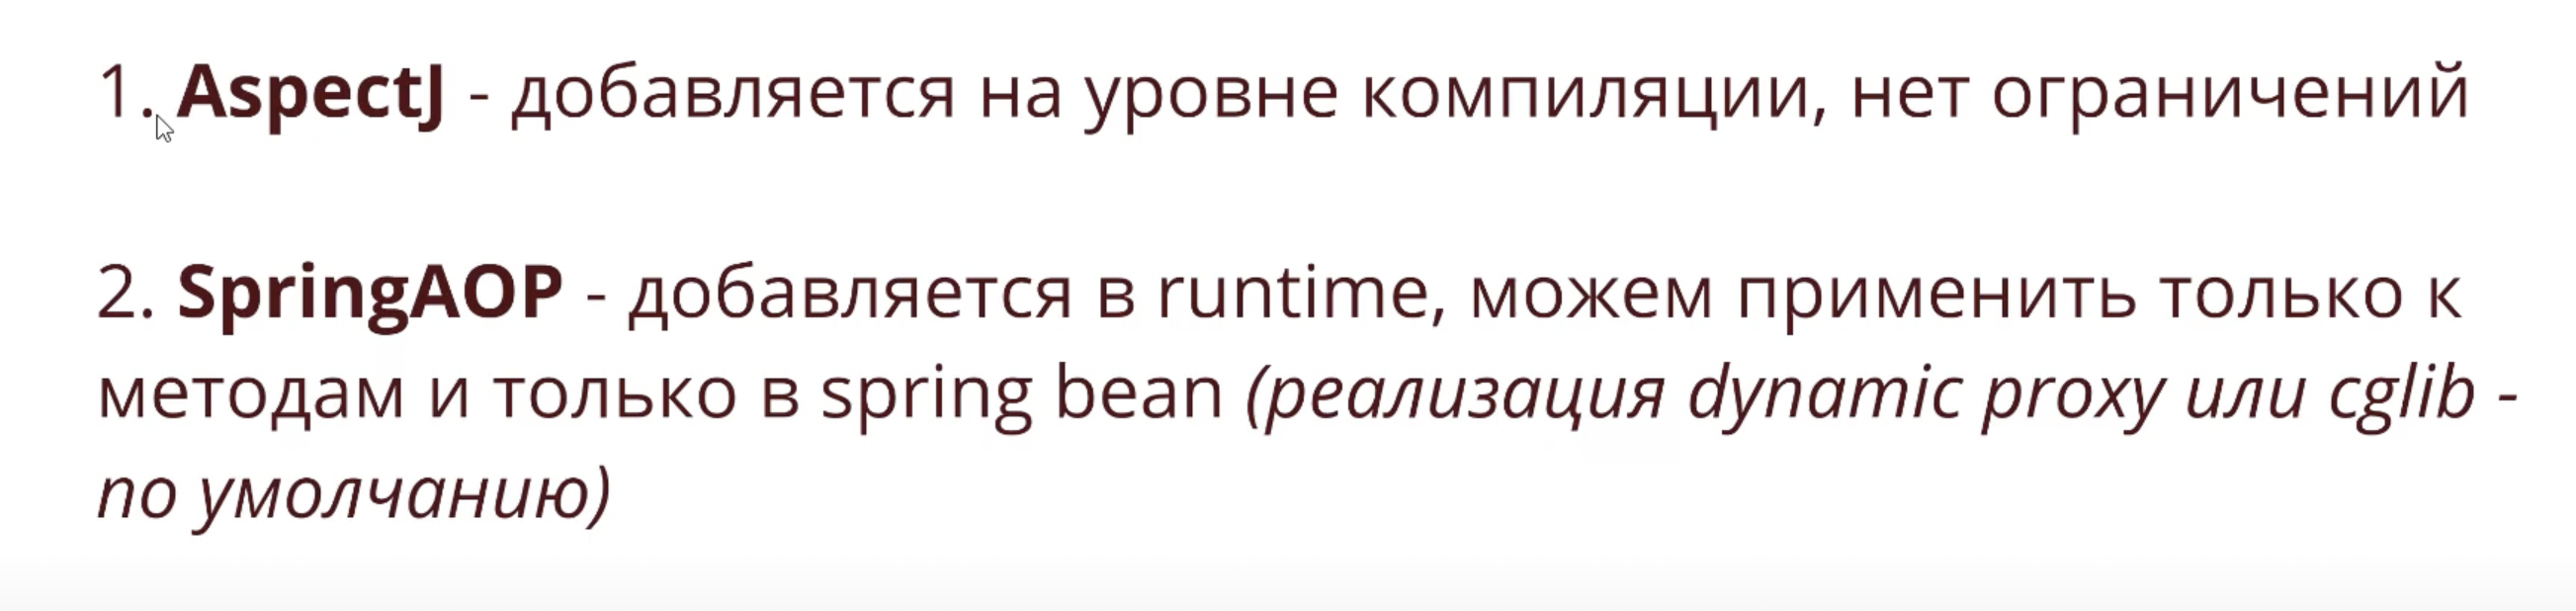 1. AspectJ - добавляется на уровне компиляции, нет ограничений
2. SpringAOP - добавляется в runtime, можем применить только к
методам и только в spring bean (реализация dynamic proxy или cglib -
по умолчанию)